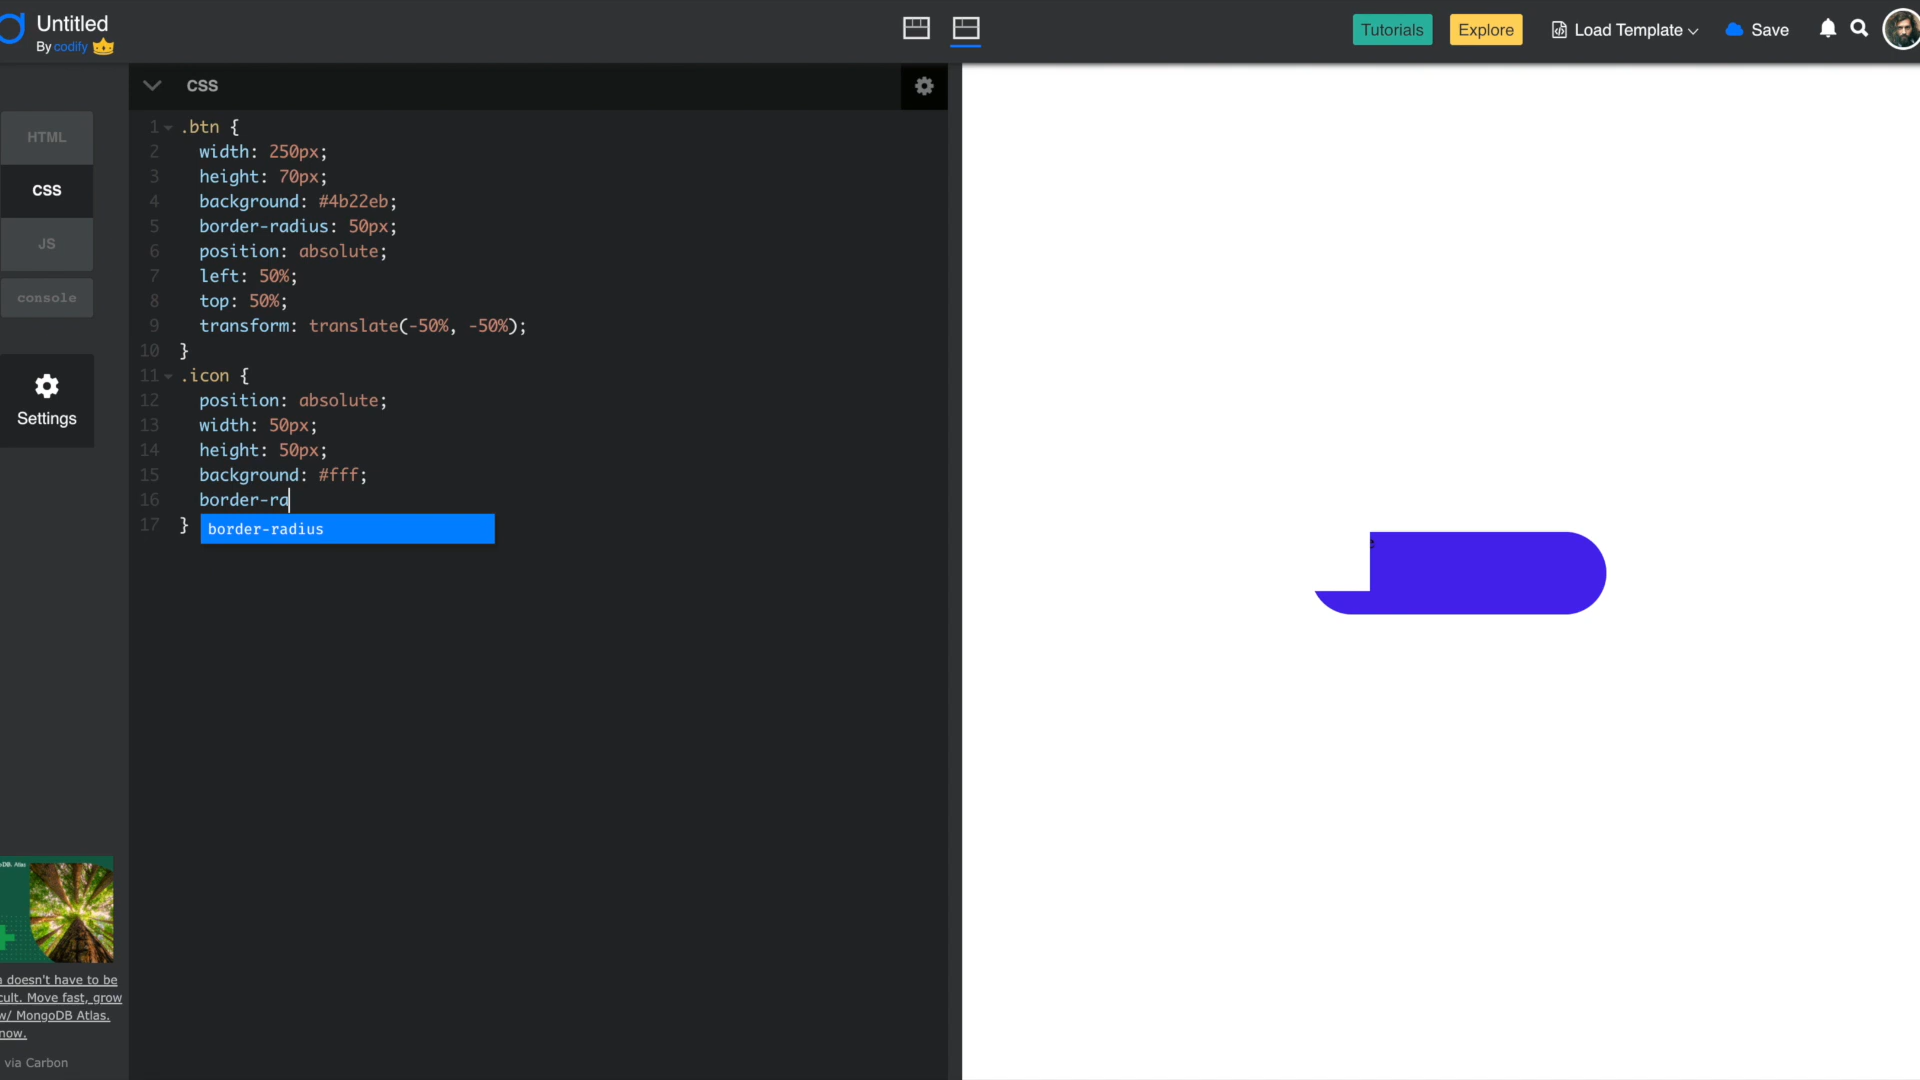 Untitled
By codify
Tutorials
Explore
Load Template
Save
HTML
CSS
JS
console
Settings
CSS
1 .btn {
2 width: 250px;
3 height: 70px;
4 background: #4b22eb;
5 border-radius: 50px;
6 position: absolute;
7 left: 50%;
8 top: 50%;
9 transform: translate(-50%, -50%);
10 }
11 .icon {
12 position: absolute;
13 width: 50px;
14 height: 50px;
15 background: #fff;
16 border-ra
17 }
border-radius
DB. Atlas
doesn't have to be
cult. Move fast, grow
w/ MongoDB Atlas.
now.
via Carbon